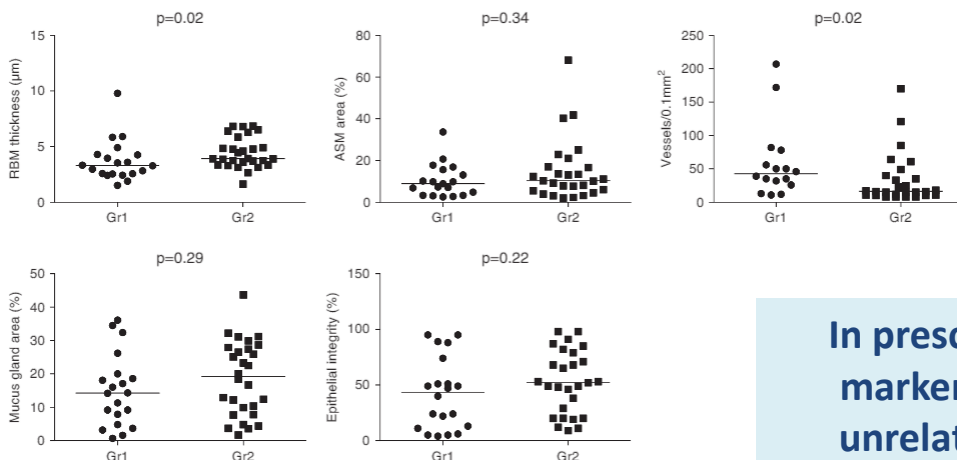 p=0.02
15
10
5
0
RBM thickness (µm)
Gr1 Gr2
p=0.34
80
60
40
20
0
ASM area (%)
Gr1 Gr2
p=0.02
250
200
150
100
50
0
Vessels/0.1mm²
Gr1 Gr2
p=0.29
50
40
30
20
10
0
Mucus gland area (%)
Gr1 Gr2
p=0.22
150
100
50
0
Epithelial integrity (%)
Gr1 Gr2
In presc
marker
unrelat